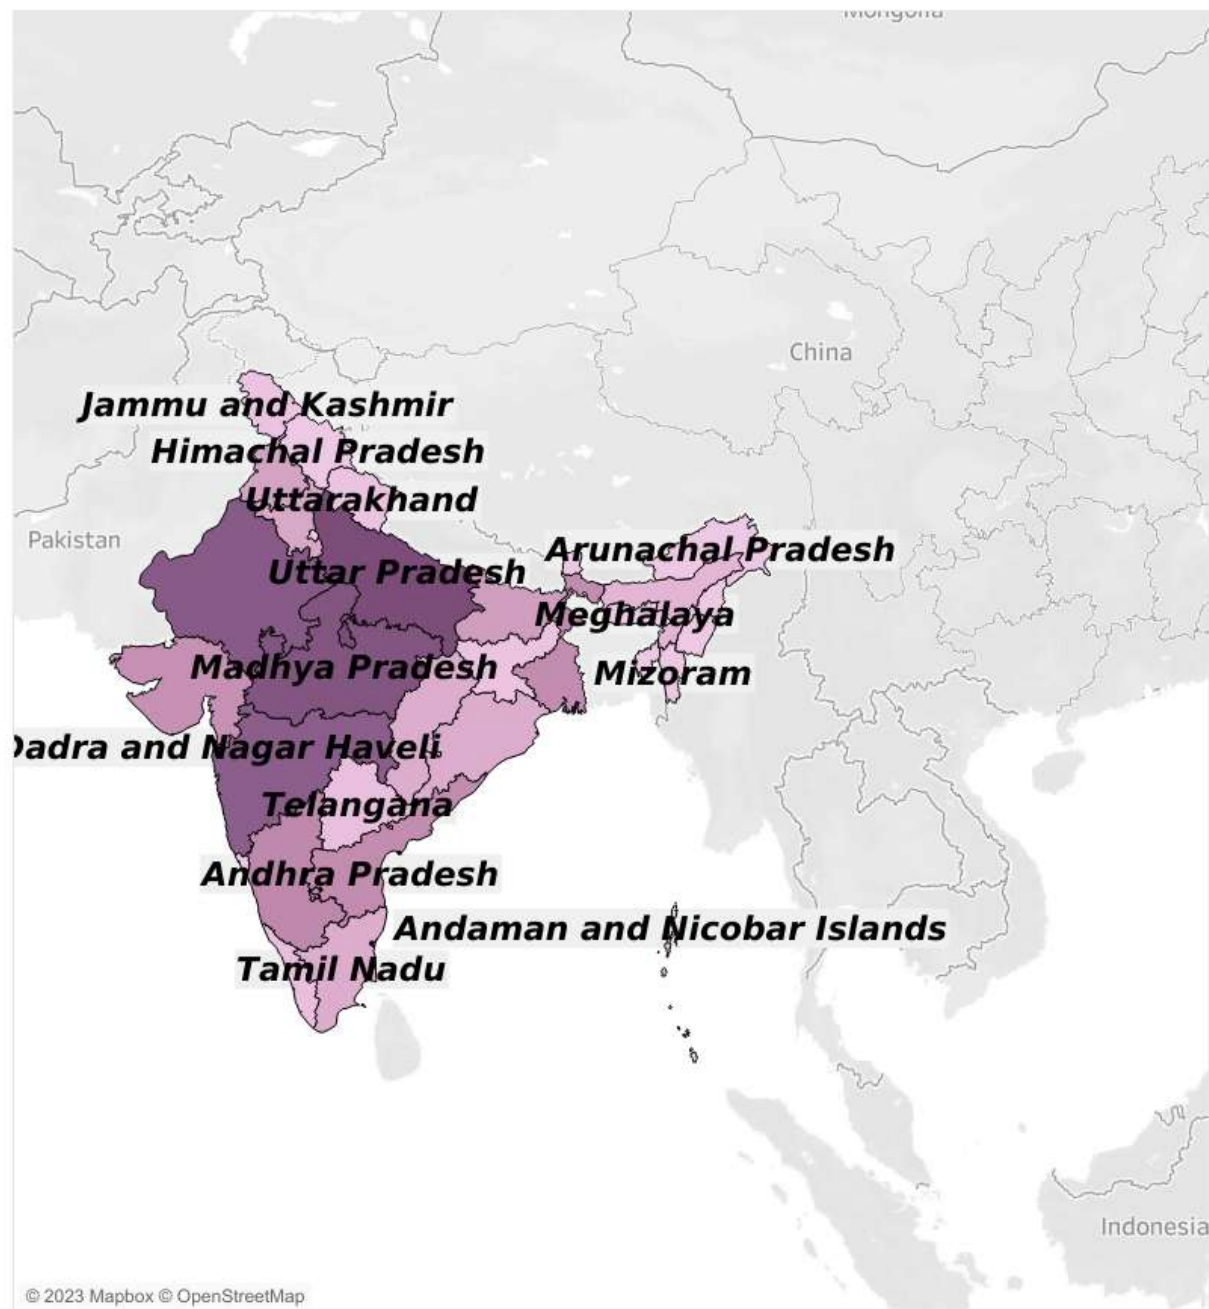 Mongolia
China
Jammu and Kashmir
Himachal Pradesh
Uttarakhand
Pakistan
Arunachal Pradesh
Uttar Pradesh
Meghalaya
Madhya Pradesh
Mizoram
Dadra and Nagar Haveli
Telangana
Andhra Pradesh
Andaman and Nicobar Islands
Tamil Nadu
Indonesia
© 2023 Mapbox © OpenStreetMap